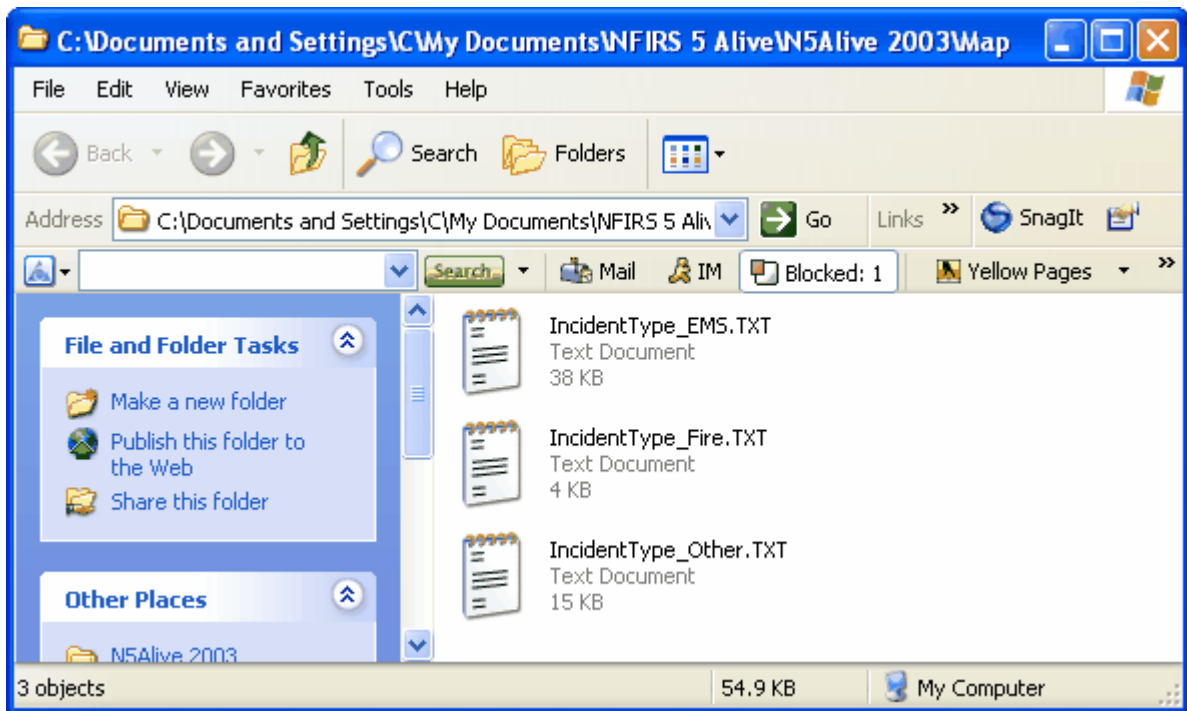 C:\Documents and Settings\C\My Documents\NFIRS 5 Alive\N5Alive 2003\Map
File Edit View Favorites Tools Help
Back Search Folders
Address C:\Documents and Settings\C\My Documents\NFIRS 5 Aliv Go Links » SnagIt
Search Mail IM Blocked: 1 Yellow Pages »
File and Folder Tasks
Make a new folder
Publish this folder to
the Web
Share this folder
Other Places
N5Alive 2003
IncidentType_EMS.TXT
Text Document
38 KB
IncidentType_Fire.TXT
Text Document
4 KB
IncidentType_Other.TXT
Text Document
15 KB
3 objects 54.9 KB My Computer